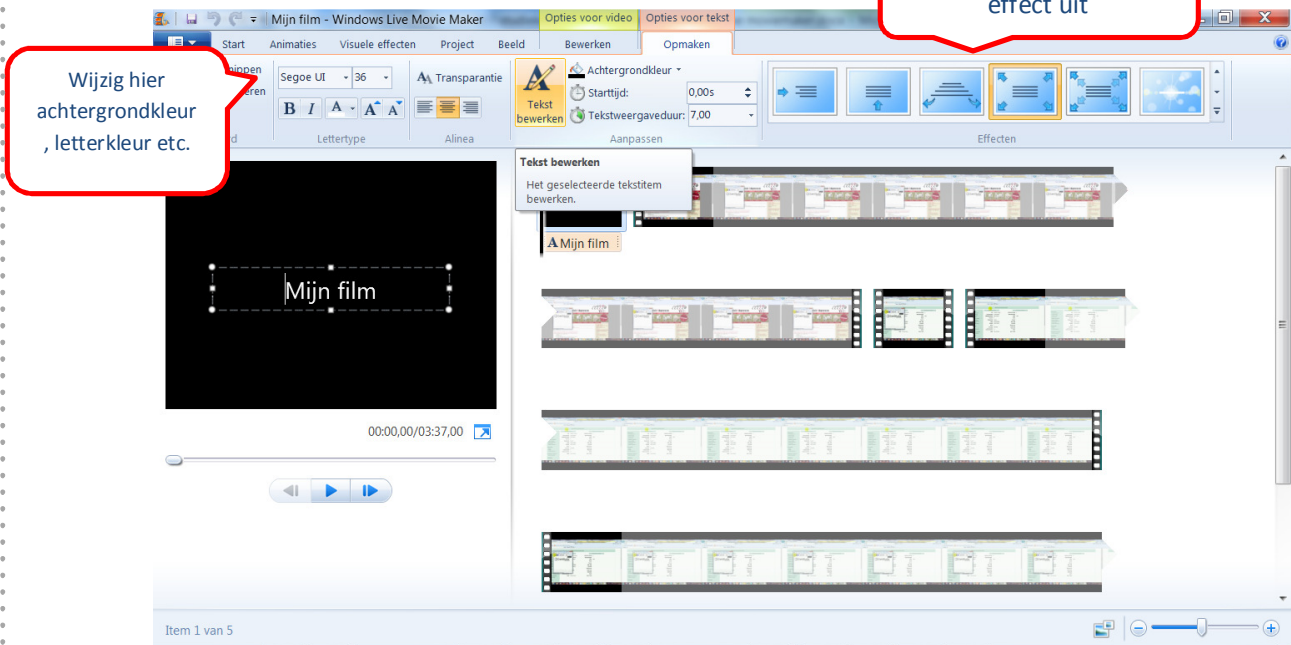 effect uit
Mijn film - Windows Live Movie Maker
Opties voor video
Opties voor tekst
Start
Animaties
Visuele effecten
Project
Beeld
Bewerken
Opmaken
Wijzig hier
achtergrondkleur
, letterkleur etc.
Segoe UI
36
Transparantie
B I A A A
Lettertype
Alinea
Tekst
bewerken
Achtergrondkleur
Starttijd:
0,00s
Tekstweergaveduur:
7,00
Aanpassen
Effecten
Tekst bewerken
Het geselecteerde tekstitem
bewerken.
A Mijn film
Mijn film
00:00,00/03:37,00
Item 1 van 5